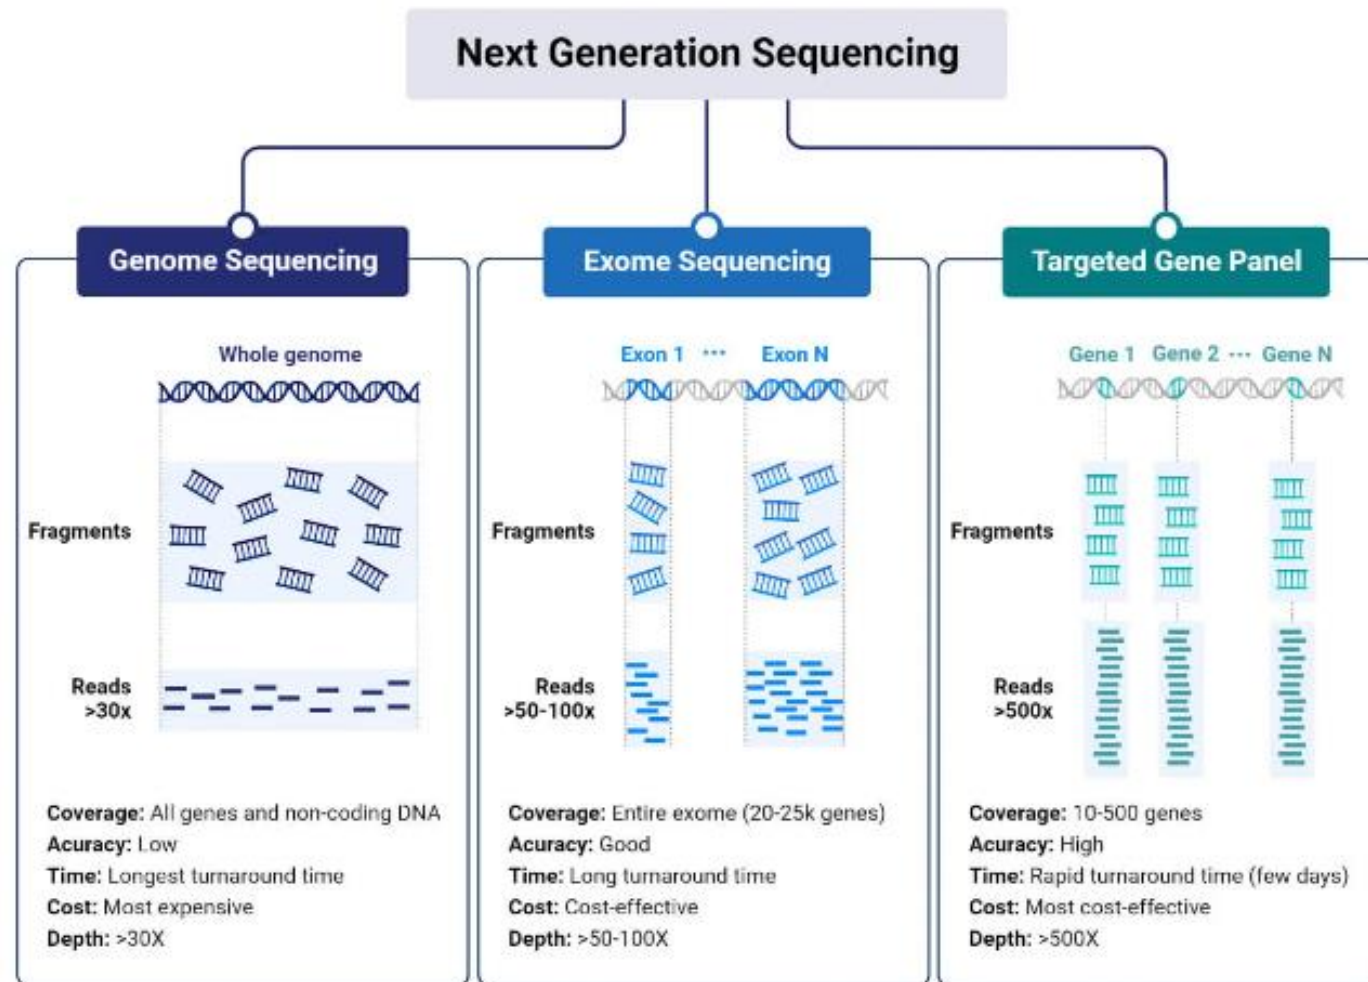 Next Generation Sequencing
Genome Sequencing
Whole genome
Fragments
Reads
>30x
Coverage: All genes and non-coding DNA
Acuracy: Low
Time: Longest turnaround time
Cost: Most expensive
Depth: >30X
Exome Sequencing
Exon 1 ... Exon N
Fragments
Reads
>50-100x
Coverage: Entire exome (20-25k genes)
Acuracy: Good
Time: Long turnaround time
Cost: Cost-effective
Depth: >50-100X
Targeted Gene Panel
Gene 1 Gene 2 ... Gene N
Fragments
Reads
>500x
Coverage: 10-500 genes
Acuracy: High
Time: Rapid turnaround time (few days)
Cost: Most cost-effective
Depth: >500X